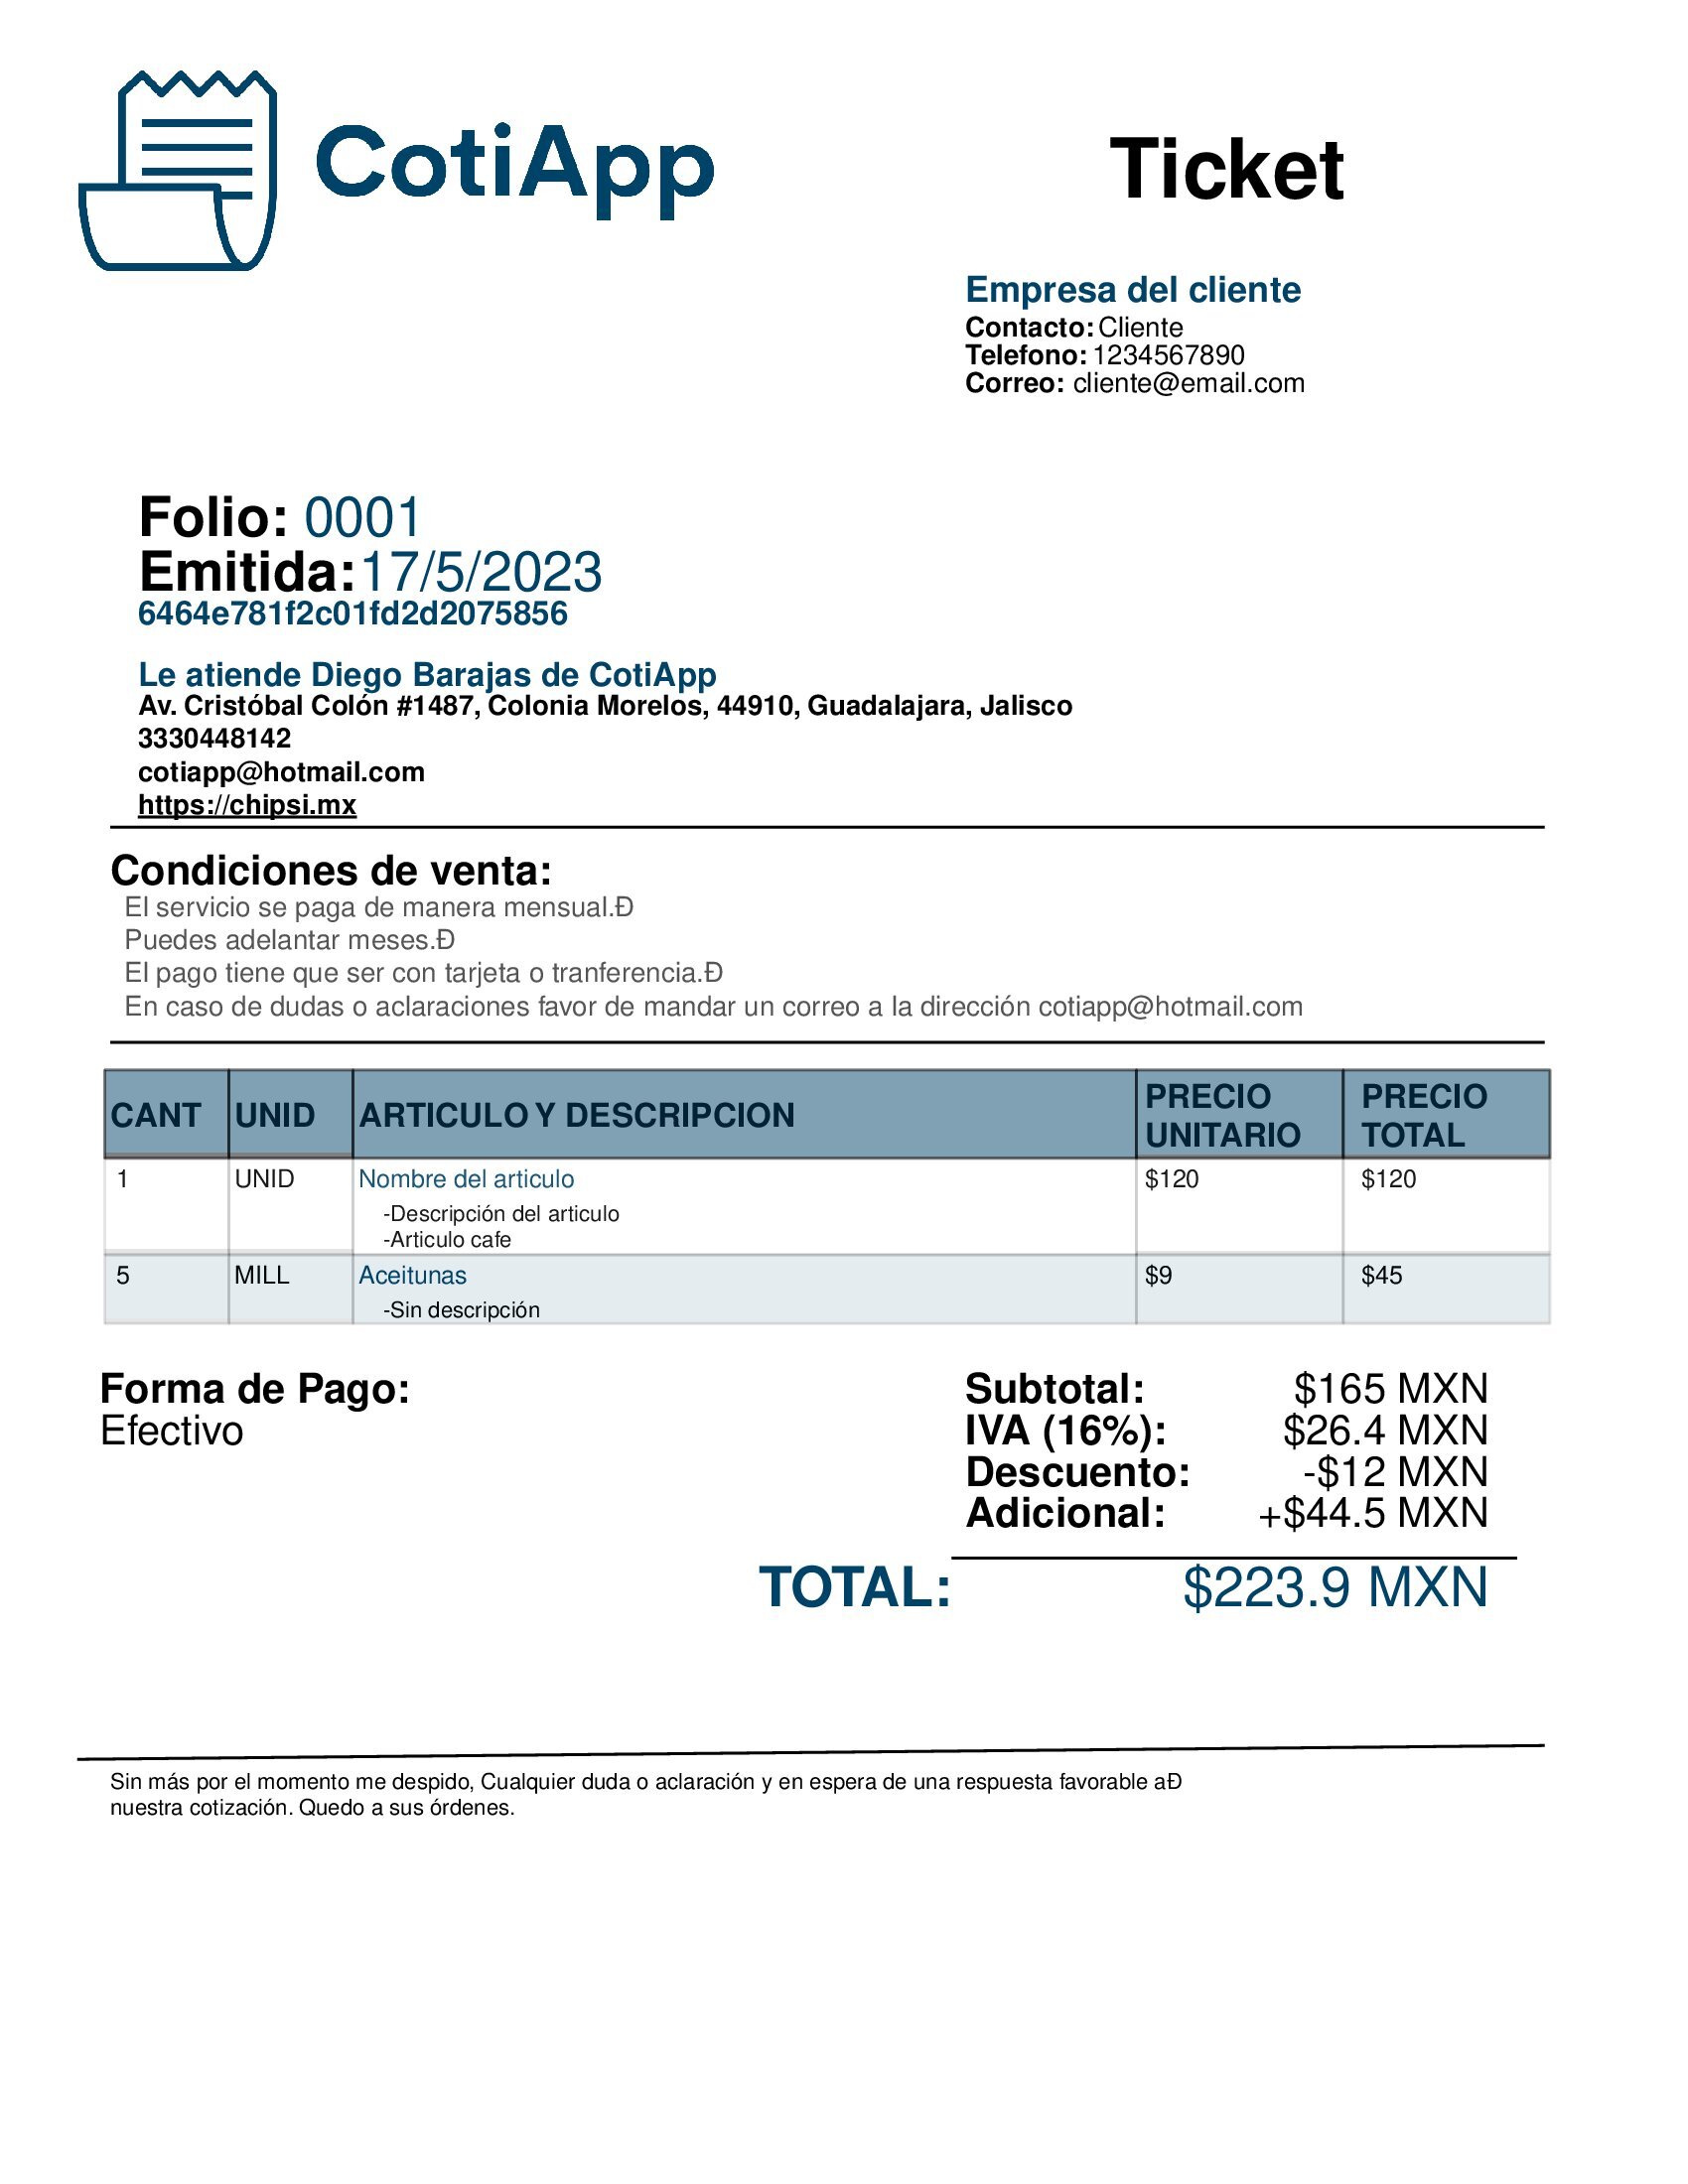 CotiApp
Ticket
Empresa del cliente
Contacto: Cliente
Telefono: 1234567890
Correo: cliente@email.com
Folio: 0001
Emitida: 17/5/2023
6464e781f2c01fd2d2075856
Le atiende Diego Barajas de CotiApp
Av. Cristóbal Colón #1487, Colonia Morelos, 44910, Guadalajara, Jalisco
3330448142
cotiapp@hotmail.com
https://chipsi.mx
Condiciones de venta:
El servicio se paga de manera mensual.Ð
Puedes adelantar meses.Ð
El pago tiene que ser con tarjeta o tranferencia.Ð
En caso de dudas o aclaraciones favor de mandar un correo a la dirección cotiapp@hotmail.com
CANT UNID ARTICULO Y DESCRIPCION PRECIO UNITARIO PRECIO TOTAL
1 UNID Nombre del articulo $120 $120
-Descripción del articulo
-Articulo cafe
5 MILL Aceitunas $9 $45
-Sin descripción
Forma de Pago:
Efectivo
Subtotal: $165 MXN
IVA (16%): $26.4 MXN
Descuento: -$12 MXN
Adicional: +$44.5 MXN
TOTAL: $223.9 MXN
Sin más por el momento me despido, Cualquier duda o aclaración y en espera de una respuesta favorable aÐ
nuestra cotización. Quedo a sus órdenes.